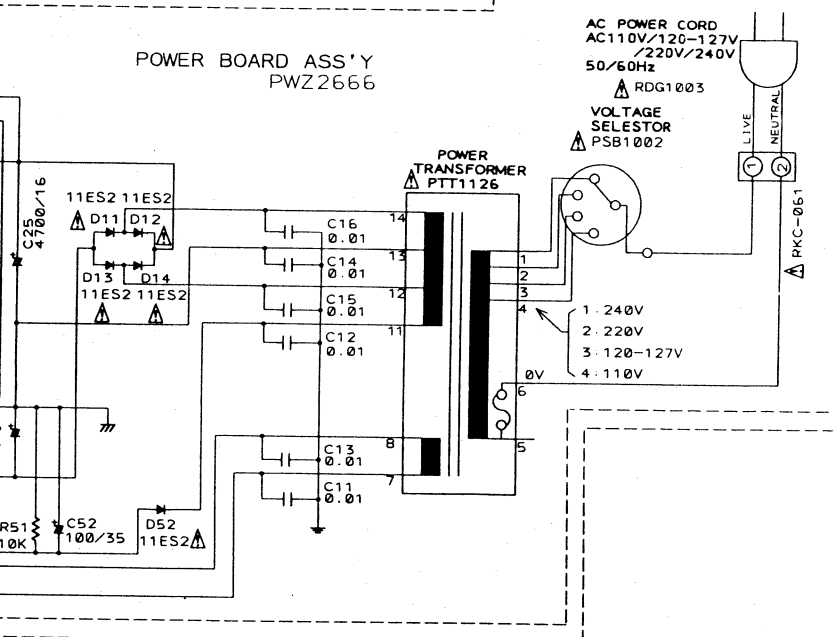 AC POWER CORD
AC110V/120-127V
/220V/240V
50/60Hz
RDG1003
POWER BOARD ASS'Y
PWZ2666
VOLTAGE
SELESTOR
PSB1002
LIVE
NEUTRAL
1
2
RKC-061
POWER
TRANSFORMER
PTT1126
C25
4700/16
11ES2 11ES2
D11 D12
D13 D14
11ES2 11ES2
C16
0.01
C14
0.01
C15
0.01
C12
0.01
C13
0.01
C11
0.01
14
13
12
11
8
7
1
2
3
4
0V
6
5
1:240V
2:220V
3:120-127V
4:110V
R51
10K
C52
100/35
D52
11ES2